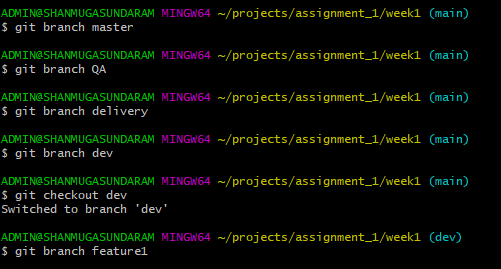 ADMIN@SHANMUGASUNDARAM MINGW64 ~/projects/assignment_1/week1 (main)
$ git branch master
ADMIN@SHANMUGASUNDARAM MINGW64 ~/projects/assignment_1/week1 (main)
$ git branch QA
ADMIN@SHANMUGASUNDARAM MINGW64 ~/projects/assignment_1/week1 (main)
$ git branch delivery
ADMIN@SHANMUGASUNDARAM MINGW64 ~/projects/assignment_1/week1 (main)
$ git branch dev
ADMIN@SHANMUGASUNDARAM MINGW64 ~/projects/assignment_1/week1 (main)
$ git checkout dev
Switched to branch 'dev'
ADMIN@SHANMUGASUNDARAM MINGW64 ~/projects/assignment_1/week1 (dev)
$ git branch feature1